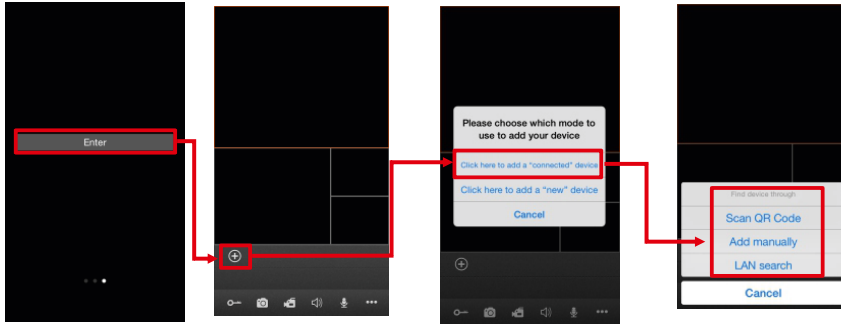 Enter
Please choose which mode to
use to add your device
Click here to add a "connected" device
Click here to add a "new" device
Cancel
Find device through
Scan QR Code
Add manually
LAN search
Cancel